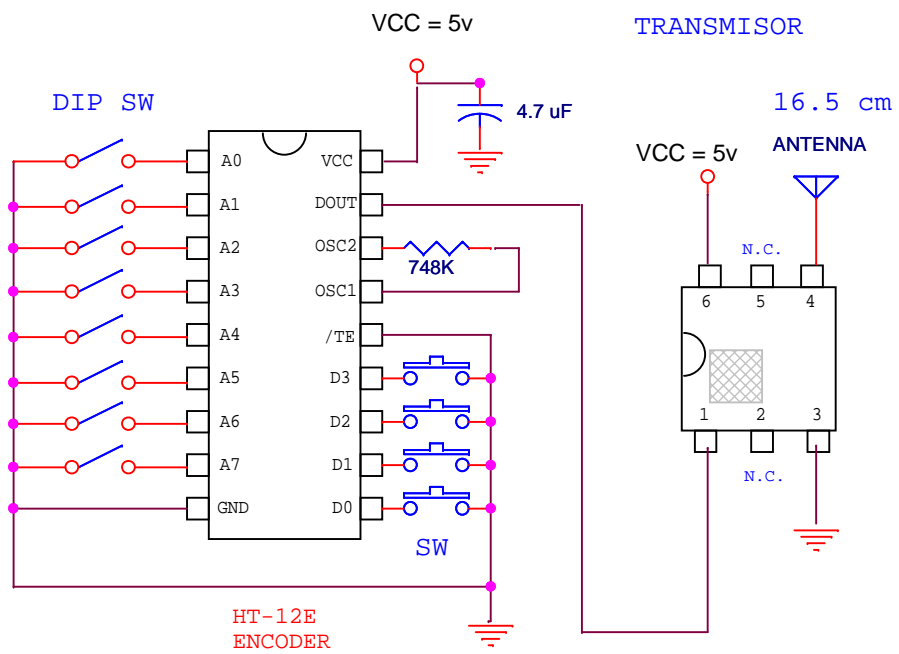 VCC = 5v
TRANSMISOR
DIP SW
4.7 uF
16.5 cm
ANTENNA
VCC = 5v
A0
VCC
A1
DOUT
A2
OSC2
748K
A3
OSC1
A4
/TE
A5
D3
A6
D2
A7
D1
GND
D0
SW
N.C.
6
5
4
1
2
3
N.C.
HT-12E
ENCODER